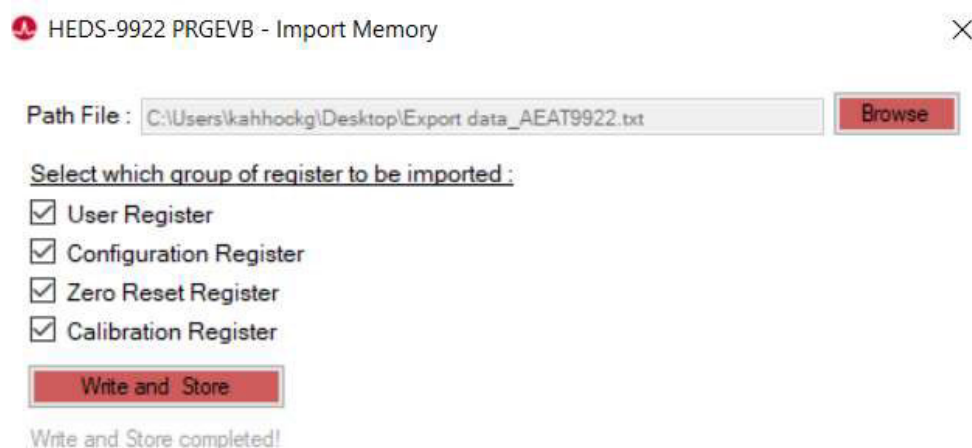 HEDS-9922 PRGEVB - Import Memory
Path File : C:\Users\kahhockg\Desktop\Export data_AEAT9922.txt Browse
Select which group of register to be imported :
User Register
Configuration Register
Zero Reset Register
Calibration Register
Write and Store
Write and Store completed!